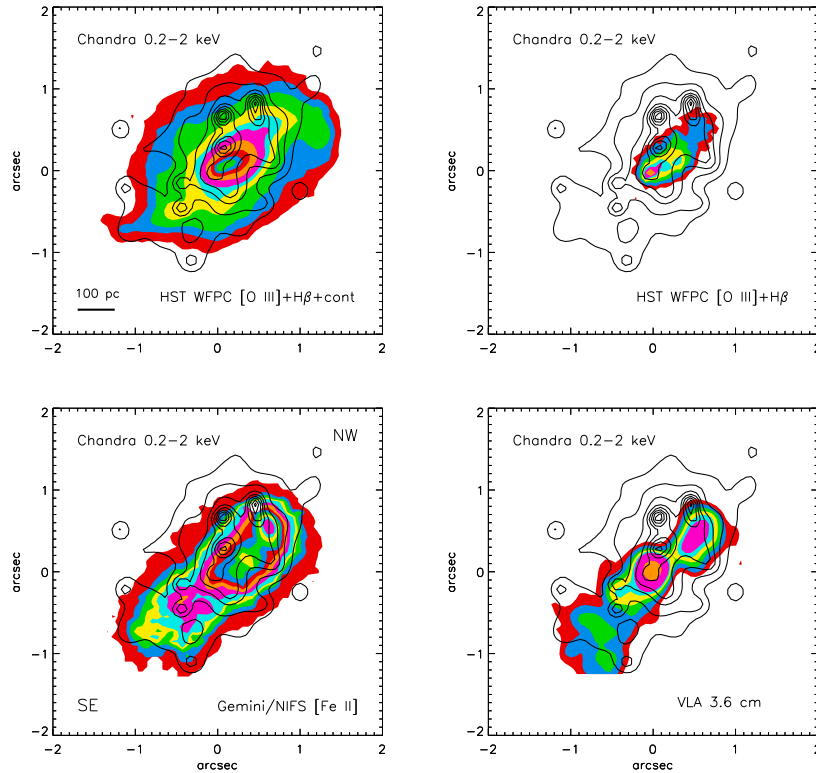 2
Chandra 0.2−2 keV
1
0
arcsec
−1
100 pc
HST WFPC [O III]+Hβ+cont
−2
−2 −1 0 1 2
2
Chandra 0.2−2 keV
1
0
arcsec
−1
HST WFPC [O III]+Hβ
−2
−2 −1 0 1 2
2
Chandra 0.2−2 keV
NW
1
0
arcsec
−1
SE
Gemini/NIFS [Fe II]
−2
−2 −1 0 1 2
arcsec
2
Chandra 0.2−2 keV
1
0
arcsec
−1
VLA 3.6 cm
−2
−2 −1 0 1 2
arcsec